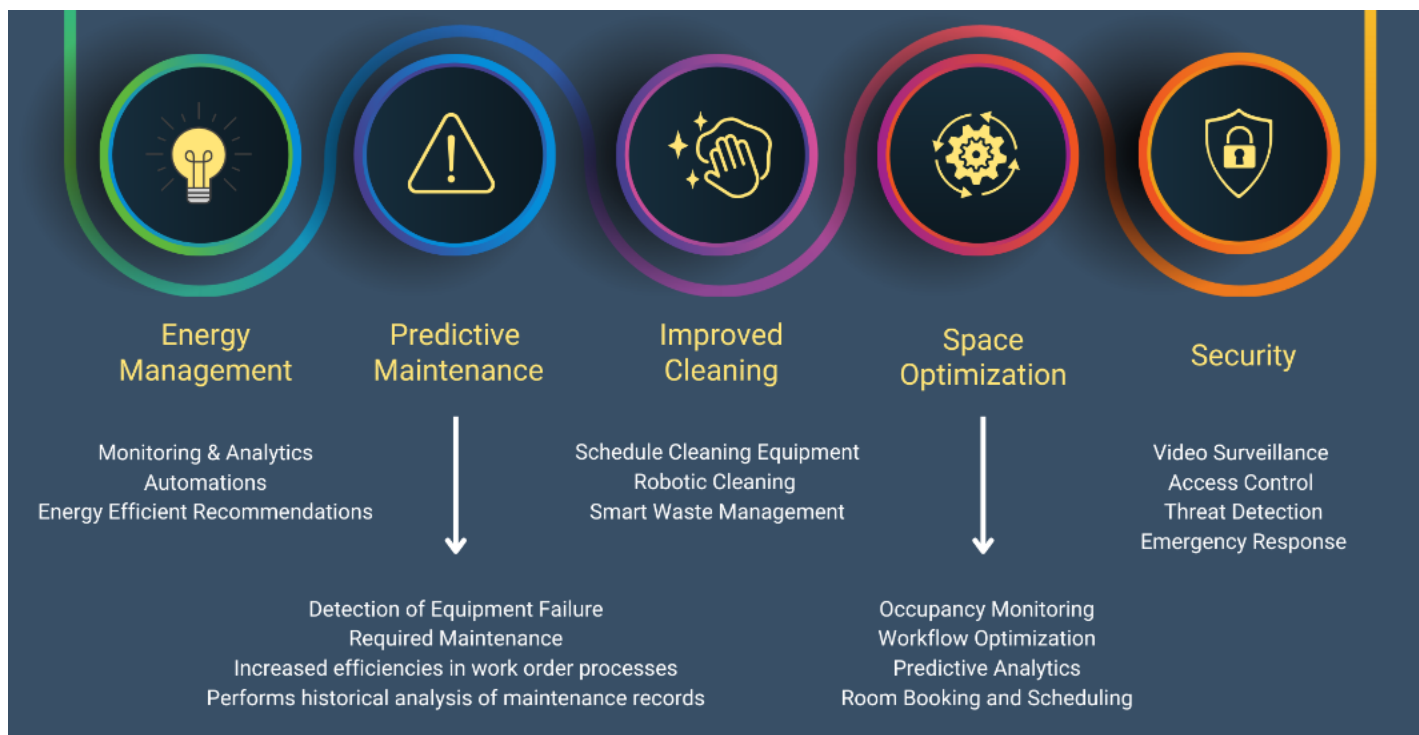 Energy
Management
Predictive
Maintenance
Improved
Cleaning
Space
Optimization
Security
Monitoring & Analytics
Automations
Energy Efficient Recommendations
Schedule Cleaning Equipment
Robotic Cleaning
Smart Waste Management
Video Surveillance
Access Control
Threat Detection
Emergency Response
Detection of Equipment Failure
Required Maintenance
Increased efficiencies in work order processes
Performs historical analysis of maintenance records
Occupancy Monitoring
Workflow Optimization
Predictive Analytics
Room Booking and Scheduling